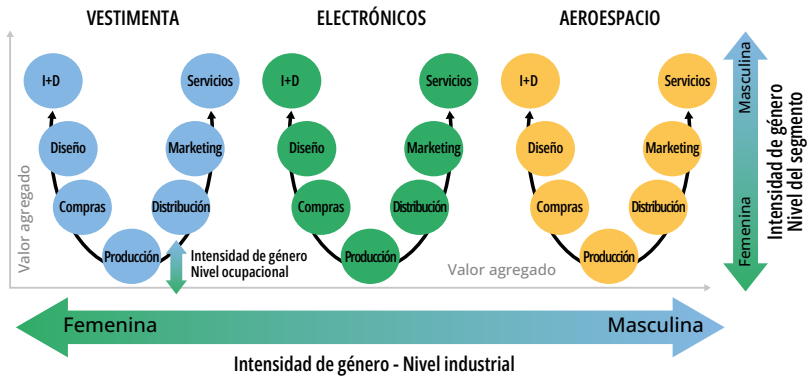 VESTIMENTA
ELECTRÓNICOS
AEROESPACIO
Valor agregado
I+D
Servicios
Diseño
Marketing
Compras
Distribución
Producción
Intensidad de género
Nivel ocupacional
I+D
Servicios
Diseño
Marketing
Compras
Distribución
Producción
Valor agregado
I+D
Servicios
Diseño
Marketing
Compras
Distribución
Producción
Masculina
Femenina
Intensidad de género
Nivel del segmento
Femenina
Masculina
Intensidad de género - Nivel industrial